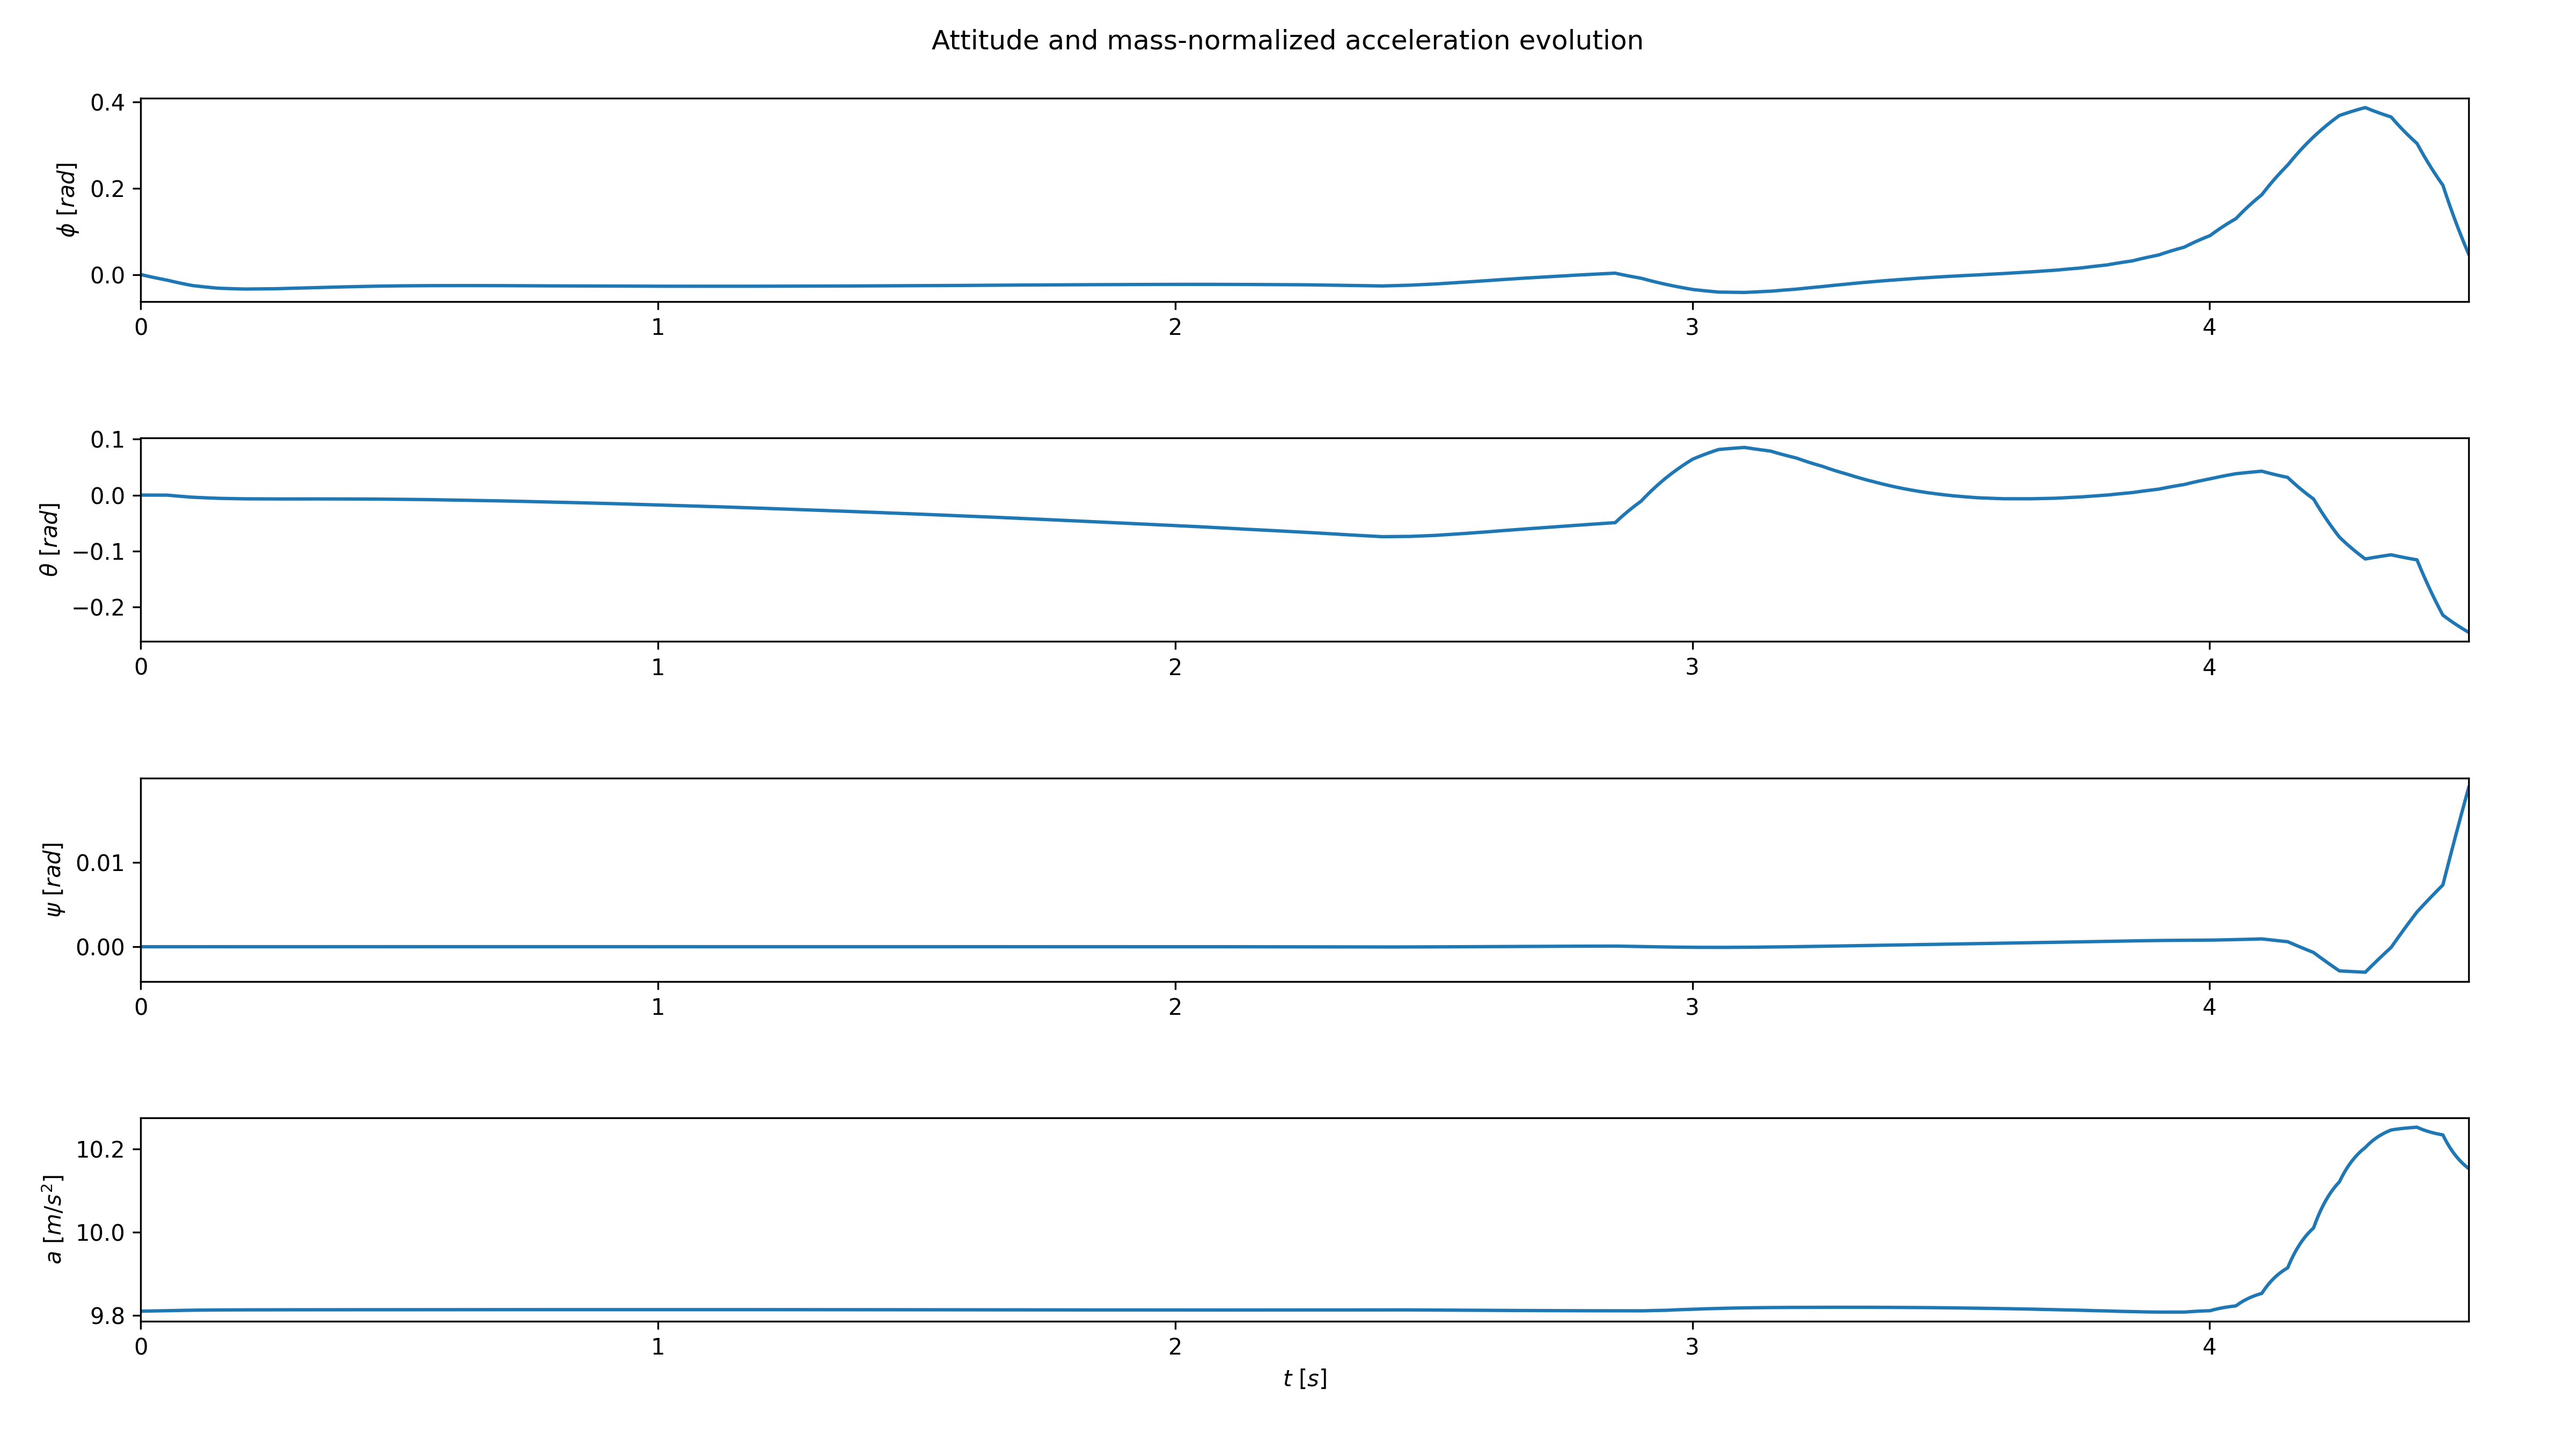 Attitude and mass-normalized acceleration evolution
ϕ [rad]
0.4
0.2
0.0
0 1 2 3 4
θ [rad]
0.1
0.0
−0.1
−0.2
0 1 2 3 4
ψ [rad]
0.01
0.00
0 1 2 3 4
a [m/s²]
10.2
10.0
9.8
0 1 2 3 4
t [s]